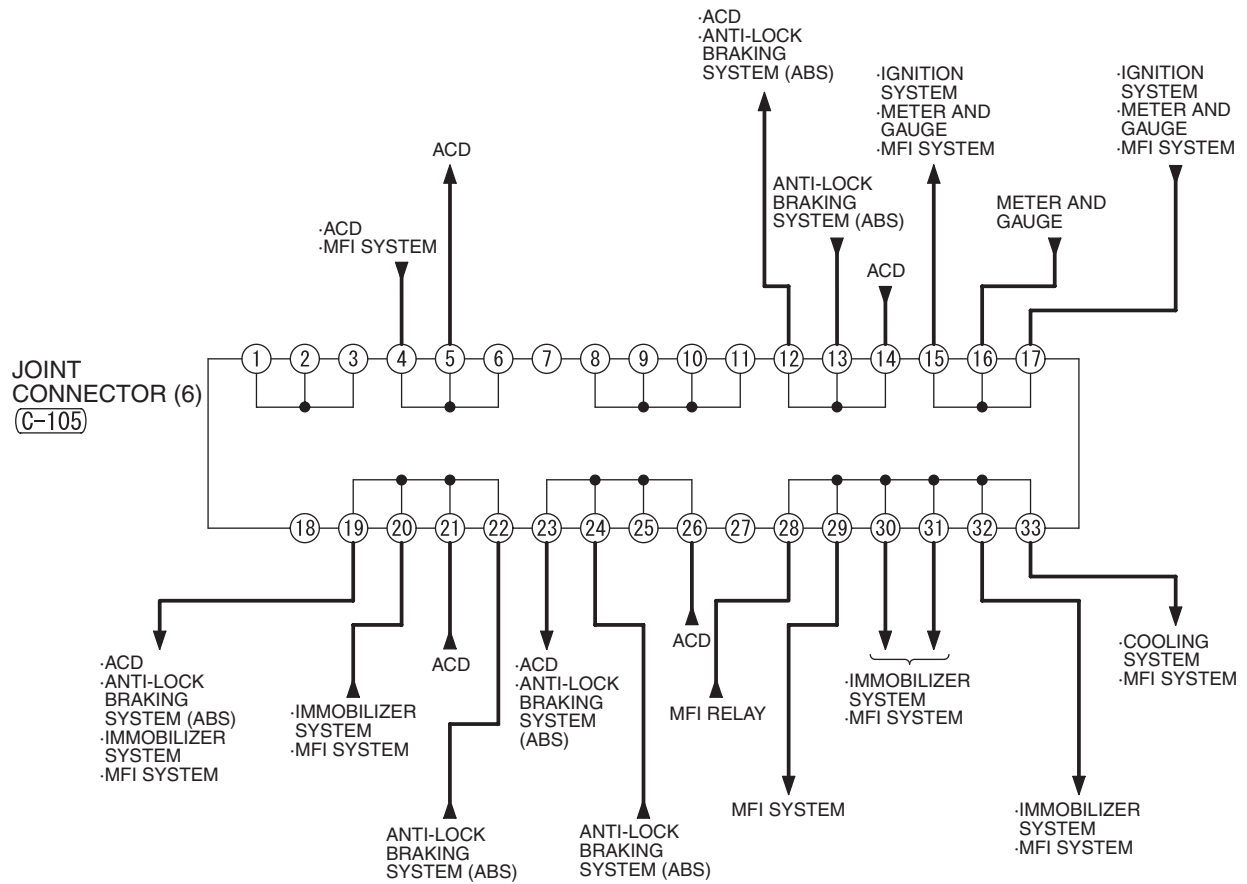 ·ACD
·ANTI-LOCK
BRAKING
SYSTEM (ABS)
·IGNITION
SYSTEM
·METER AND
GAUGE
·MFI SYSTEM
·IGNITION
SYSTEM
·METER AND
GAUGE
·MFI SYSTEM
ACD
ANTI-LOCK
BRAKING
SYSTEM (ABS)
METER AND
GAUGE
·ACD
·MFI SYSTEM
ACD
JOINT
CONNECTOR (6)
C-105
1 2 3 4 5 6 7 8 9 10 11 12 13 14 15 16 17
18 19 20 21 22 23 24 25 26 27 28 29 30 31 32 33
·ACD
·ANTI-LOCK
BRAKING
SYSTEM (ABS)
·IMMOBILIZER
SYSTEM
·MFI SYSTEM
·IMMOBILIZER
SYSTEM
·MFI SYSTEM
ACD
ANTI-LOCK
BRAKING
SYSTEM (ABS)
·ACD
·ANTI-LOCK
BRAKING
SYSTEM
(ABS)
ANTI-LOCK
BRAKING
SYSTEM (ABS)
ACD
MFI RELAY
MFI SYSTEM
·IMMOBILIZER
SYSTEM
·MFI SYSTEM
·IMMOBILIZER
SYSTEM
·MFI SYSTEM
·COOLING
SYSTEM
·MFI SYSTEM